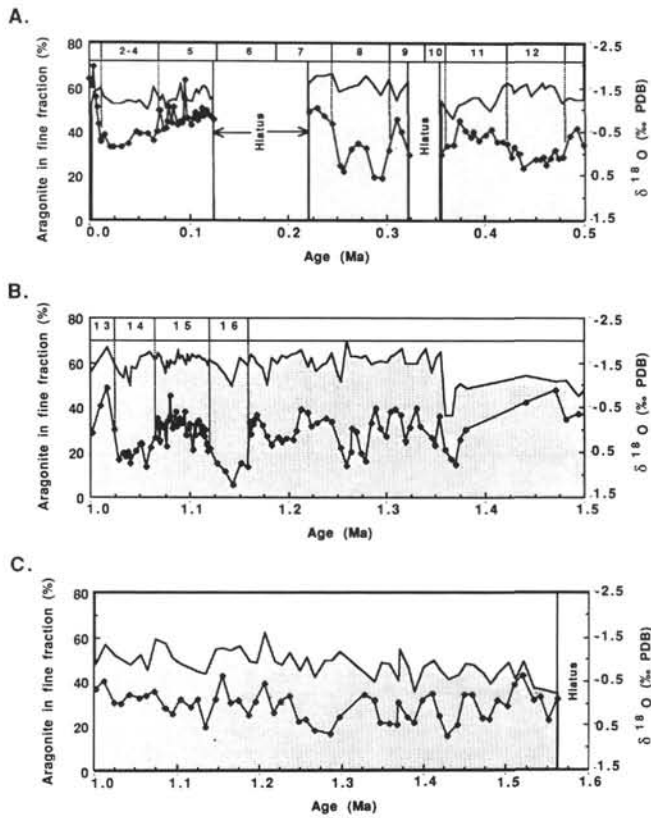 A.
2-4 5 6 7 8 9 10 11 12
80
60
40
20
0
Aragonite in fine fraction (%)
Hiatus
Hiatus
-2.5
-1.5
-0.5
0.5
1.5
δ 18 O (‰ PDB)
0.0 0.1 0.2 0.3 0.4 0.5
Age (Ma)
B.
13 14 15 16
80
60
40
20
0
Aragonite in fine fraction (%)
-2.5
-1.5
-0.5
0.5
1.5
δ 18 O (‰ PDB)
1.0 1.1 1.2 1.3 1.4 1.5
Age (Ma)
C.
80
60
40
20
0
Aragonite in fine fraction (%)
Hiatus
-2.5
-1.5
-0.5
0.5
1.5
δ 18 O (‰ PDB)
1.0 1.1 1.2 1.3 1.4 1.5 1.6
Age (Ma)